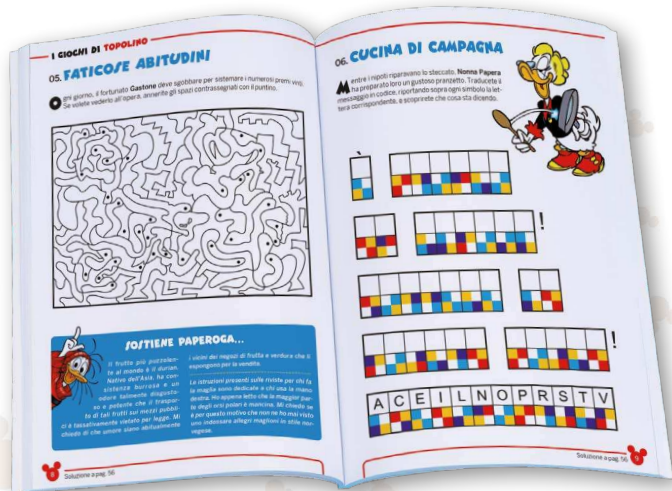 I GIOCHI DI TOPOLINO
05. FATICOSE ABITUDINI
Ogni giorno, il fortunato Gastone deve sgobbare per sistemare i numerosi premi vinti.
Se volete vederlo all'opera, annerite gli spazi contrassegnati con il puntino.
SOSTIENE PAPEROGA...
Il frutto più puzzolen-
te al mondo è il durian.
Nativo dell'Asia, ha con-
sistenza burrosa e un
odore talmente disgusto-
so e potente che il traspor-
to di tali frutti sui mezzi pubbli-
ci è tassativamente vietato per legge. Mi
chiedo di che umore siano abitualmente
i vicini dei negozi di frutta e verdura che li
espongono per la vendita.
Le istruzioni presenti sulle riviste per chi fa
la maglia sono dedicate a chi usa la mano
destra. Ho appena letto che la maggior par-
te degli orsi polari è mancina. Mi chiedo se
è per questo motivo che non ne ho mai visto
uno indossare allegri maglioni in stile nor-
vegese.
8
Soluzione a pag. 56
06. CUCINA DI CAMPAGNA
Mentre i nipoti riparavano lo steccato, Nonna Papera
ha preparato loro un gustoso pranzetto. Traducete il
messaggio in codice, riportando sopra ogni simbolo la let-
tera corrispondente, e scoprirete che cosa sta dicendo.
`
!
!
A C E I L N O P R S T V
Soluzione a pag. 56
9